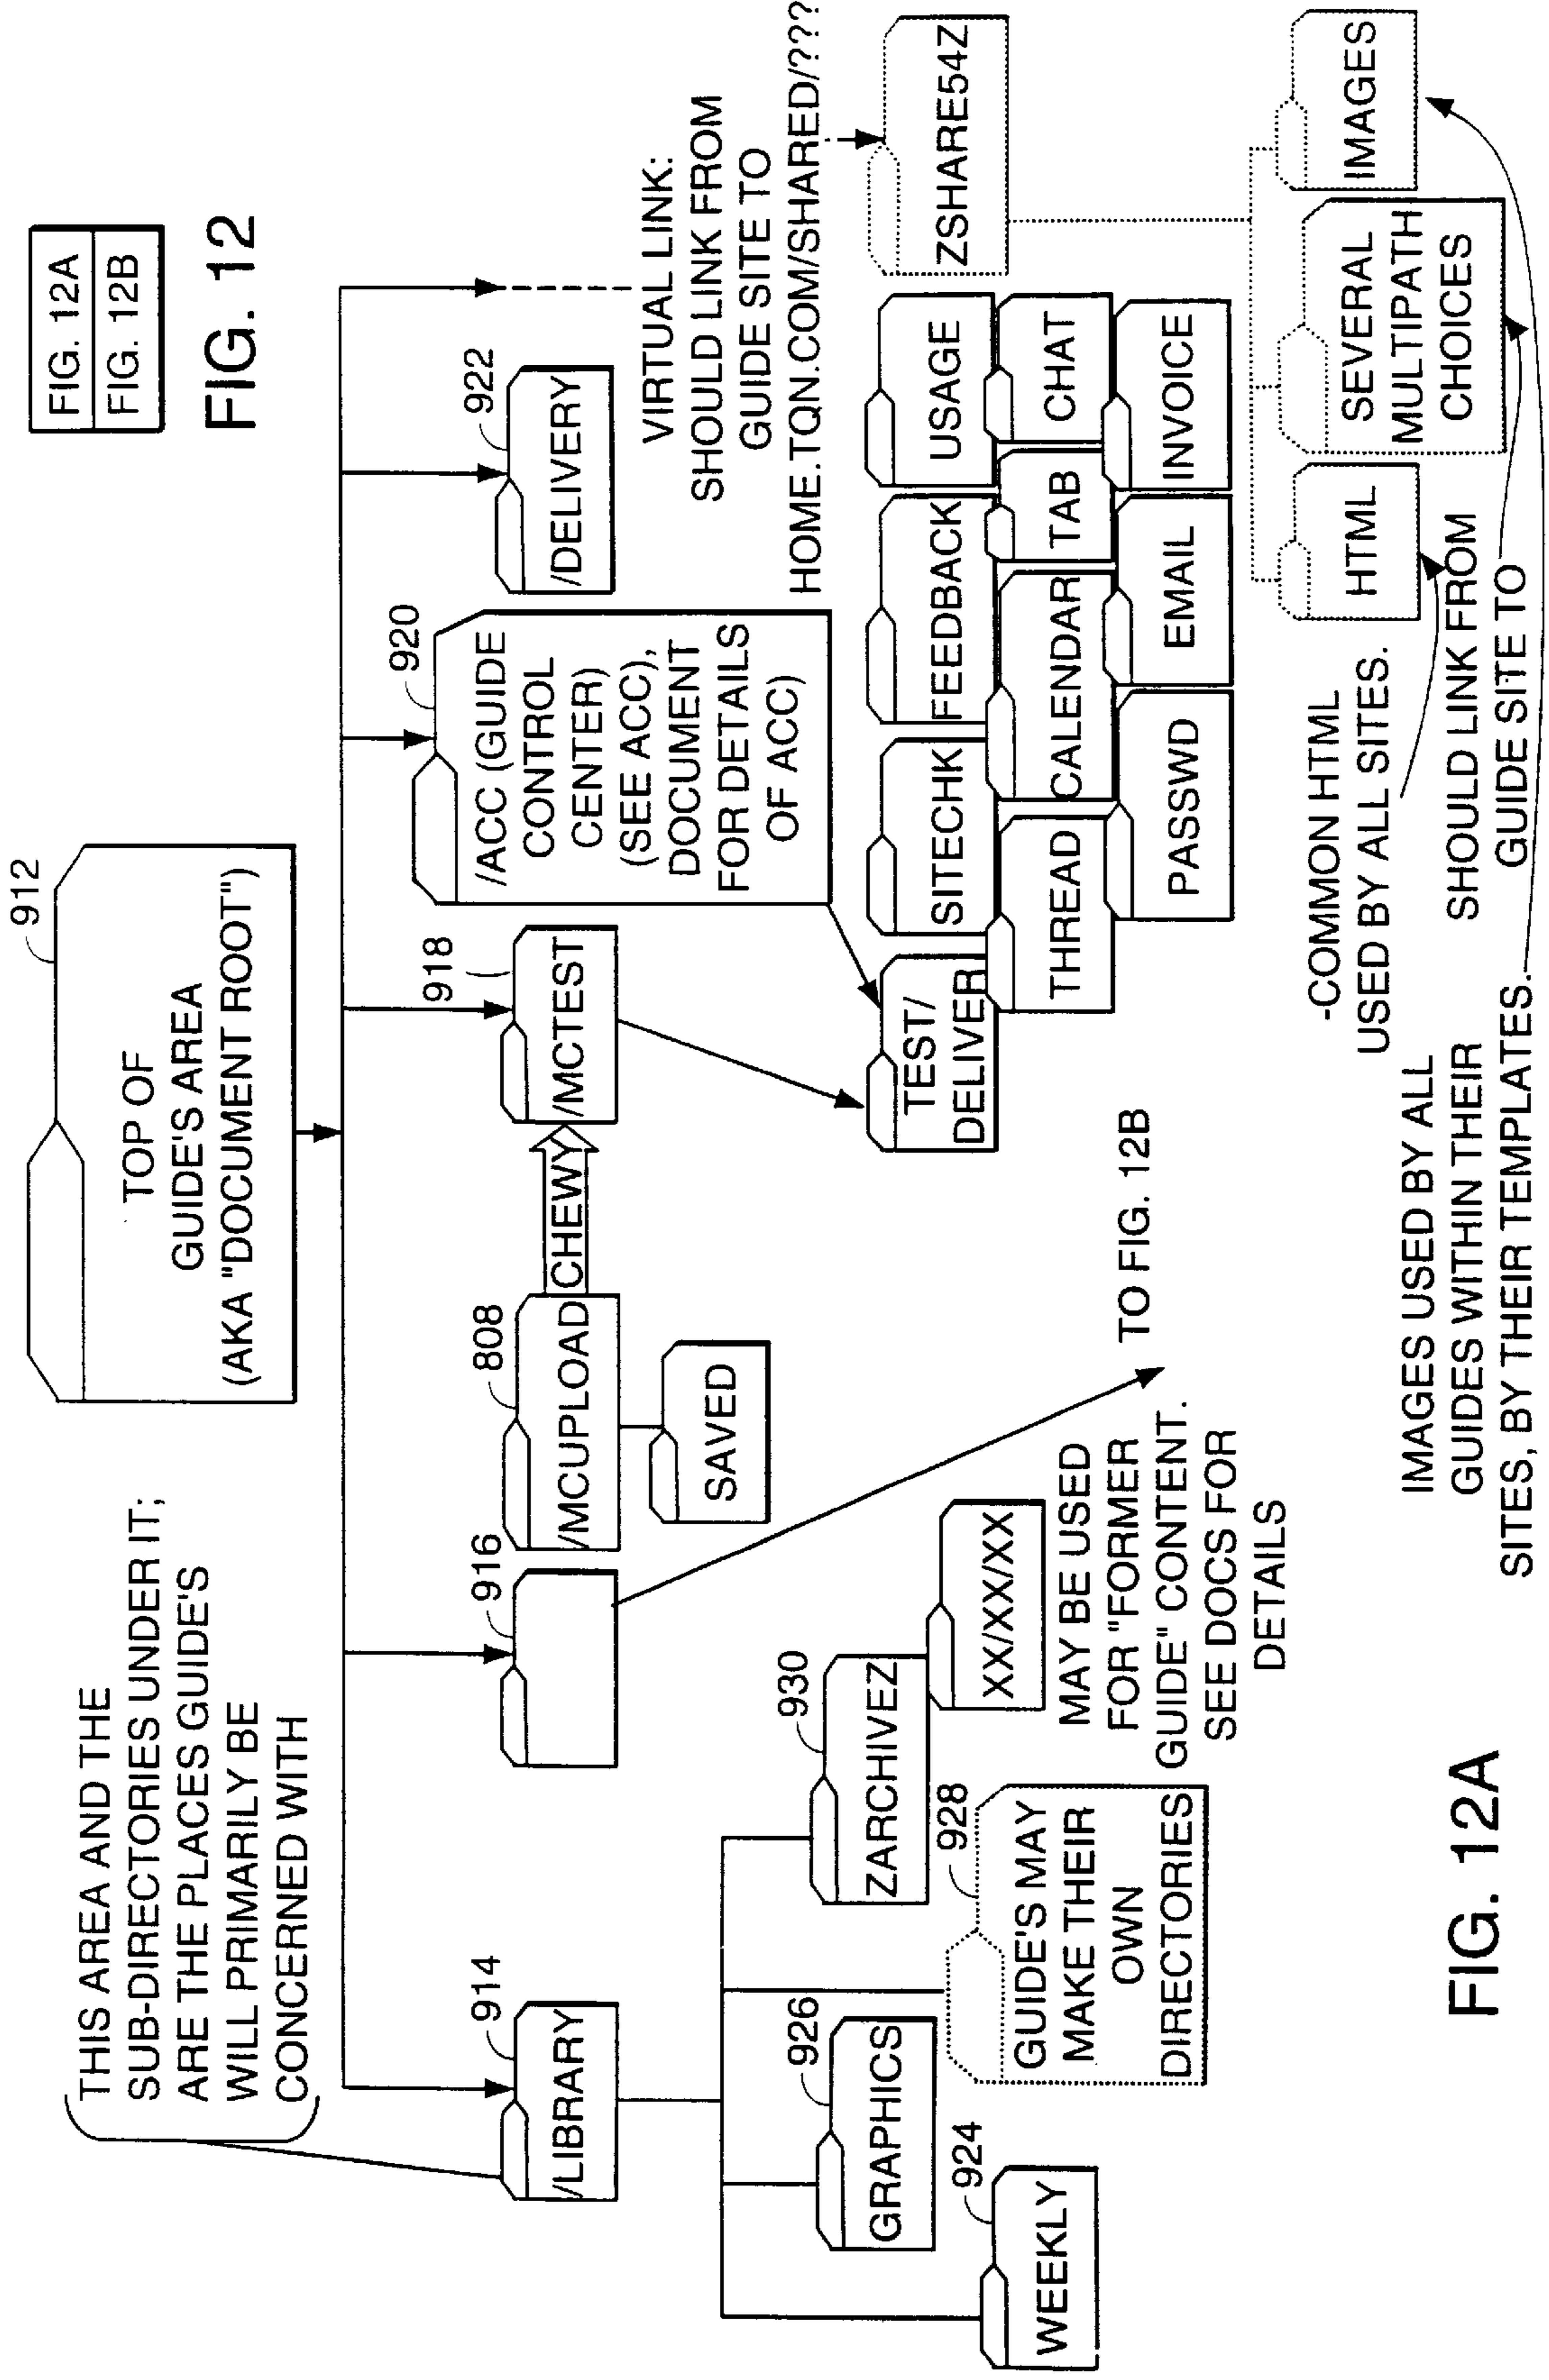 FIG. 12A
FIG. 12B
FIG. 12
912
TOP OF
GUIDE'S AREA
(AKA "DOCUMENT ROOT")
THIS AREA AND THE
SUB-DIRECTORIES UNDER IT;
ARE THE PLACES GUIDE'S
WILL PRIMARILY BE
CONCERNED WITH
914
/LIBRARY
916
808
/MCUPLOAD
CHEWY
SAVED
918
/MCTEST
920
/ACC (GUIDE
CONTROL
CENTER)
(SEE ACC),
DOCUMENT
FOR DETAILS
OF ACC)
922
/DELIVERY
VIRTUAL LINK:
SHOULD LINK FROM
GUIDE SITE TO
HOME.TQN.COM/SHARED/???
ZSHARE54Z
924
WEEKLY
926
GRAPHICS
928
GUIDE'S MAY
MAKE THEIR
OWN
DIRECTORIES
930
ZARCHIVEZ
XX/XX/XX
MAY BE USED
FOR "FORMER
GUIDE" CONTENT.
SEE DOCS FOR
DETAILS
TO FIG. 12B
TEST/
DELIVER
SITECHK
FEEDBACK
USAGE
THREAD
CALENDAR
TAB
CHAT
PASSWD
EMAIL
INVOICE
HTML
SEVERAL
MULTIPATH
CHOICES
IMAGES
-COMMON HTML
USED BY ALL SITES.
SHOULD LINK FROM
GUIDE SITE TO
IMAGES USED BY ALL
GUIDES WITHIN THEIR
SITES, BY THEIR TEMPLATES.
FIG. 12A